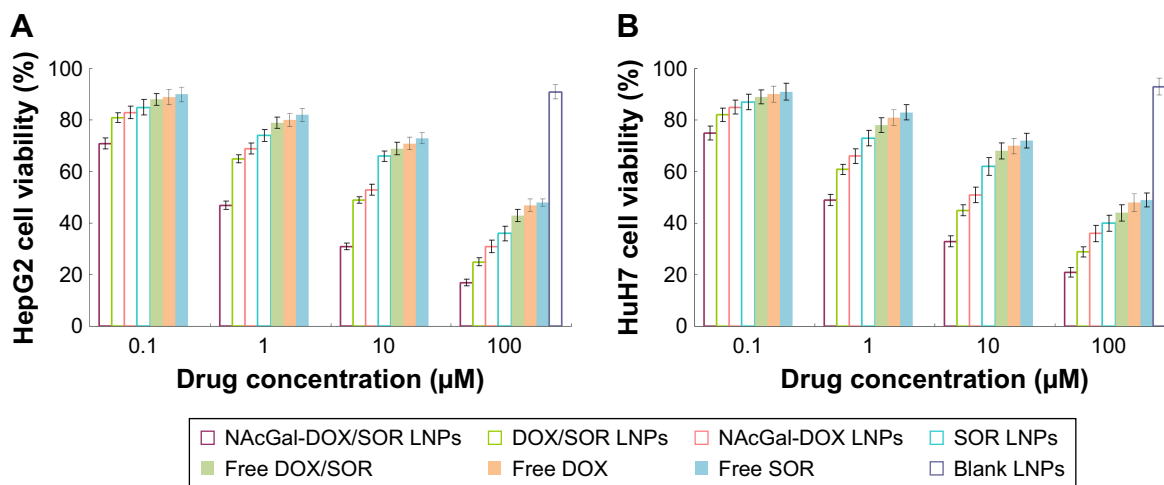 A
HepG2 cell viability (%)
100
80
60
40
20
0
0.1 1 10 100
Drug concentration (µM)
B
HuH7 cell viability (%)
100
80
60
40
20
0
0.1 1 10 100
Drug concentration (µM)
NAcGal-DOX/SOR LNPs DOX/SOR LNPs NAcGal-DOX LNPs SOR LNPs
Free DOX/SOR Free DOX Free SOR Blank LNPs